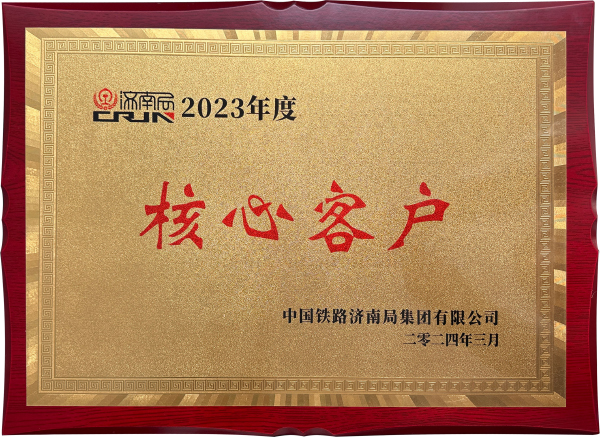 济南局 2023年度
CRJN
核心客户
中国铁路济南局集团有限公司
二零二四年三月